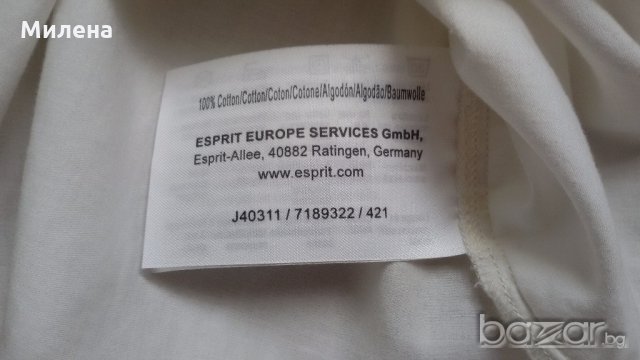 Милена
100% Cotton/Cotton/Coton/Cotone/Algodón/Algodão/Baumwolle
ESPRIT EUROPE SERVICES GmbH,
Esprit-Allee, 40882 Ratingen, Germany
www.esprit.com
J40311 / 7189322 / 421
bazar.bg